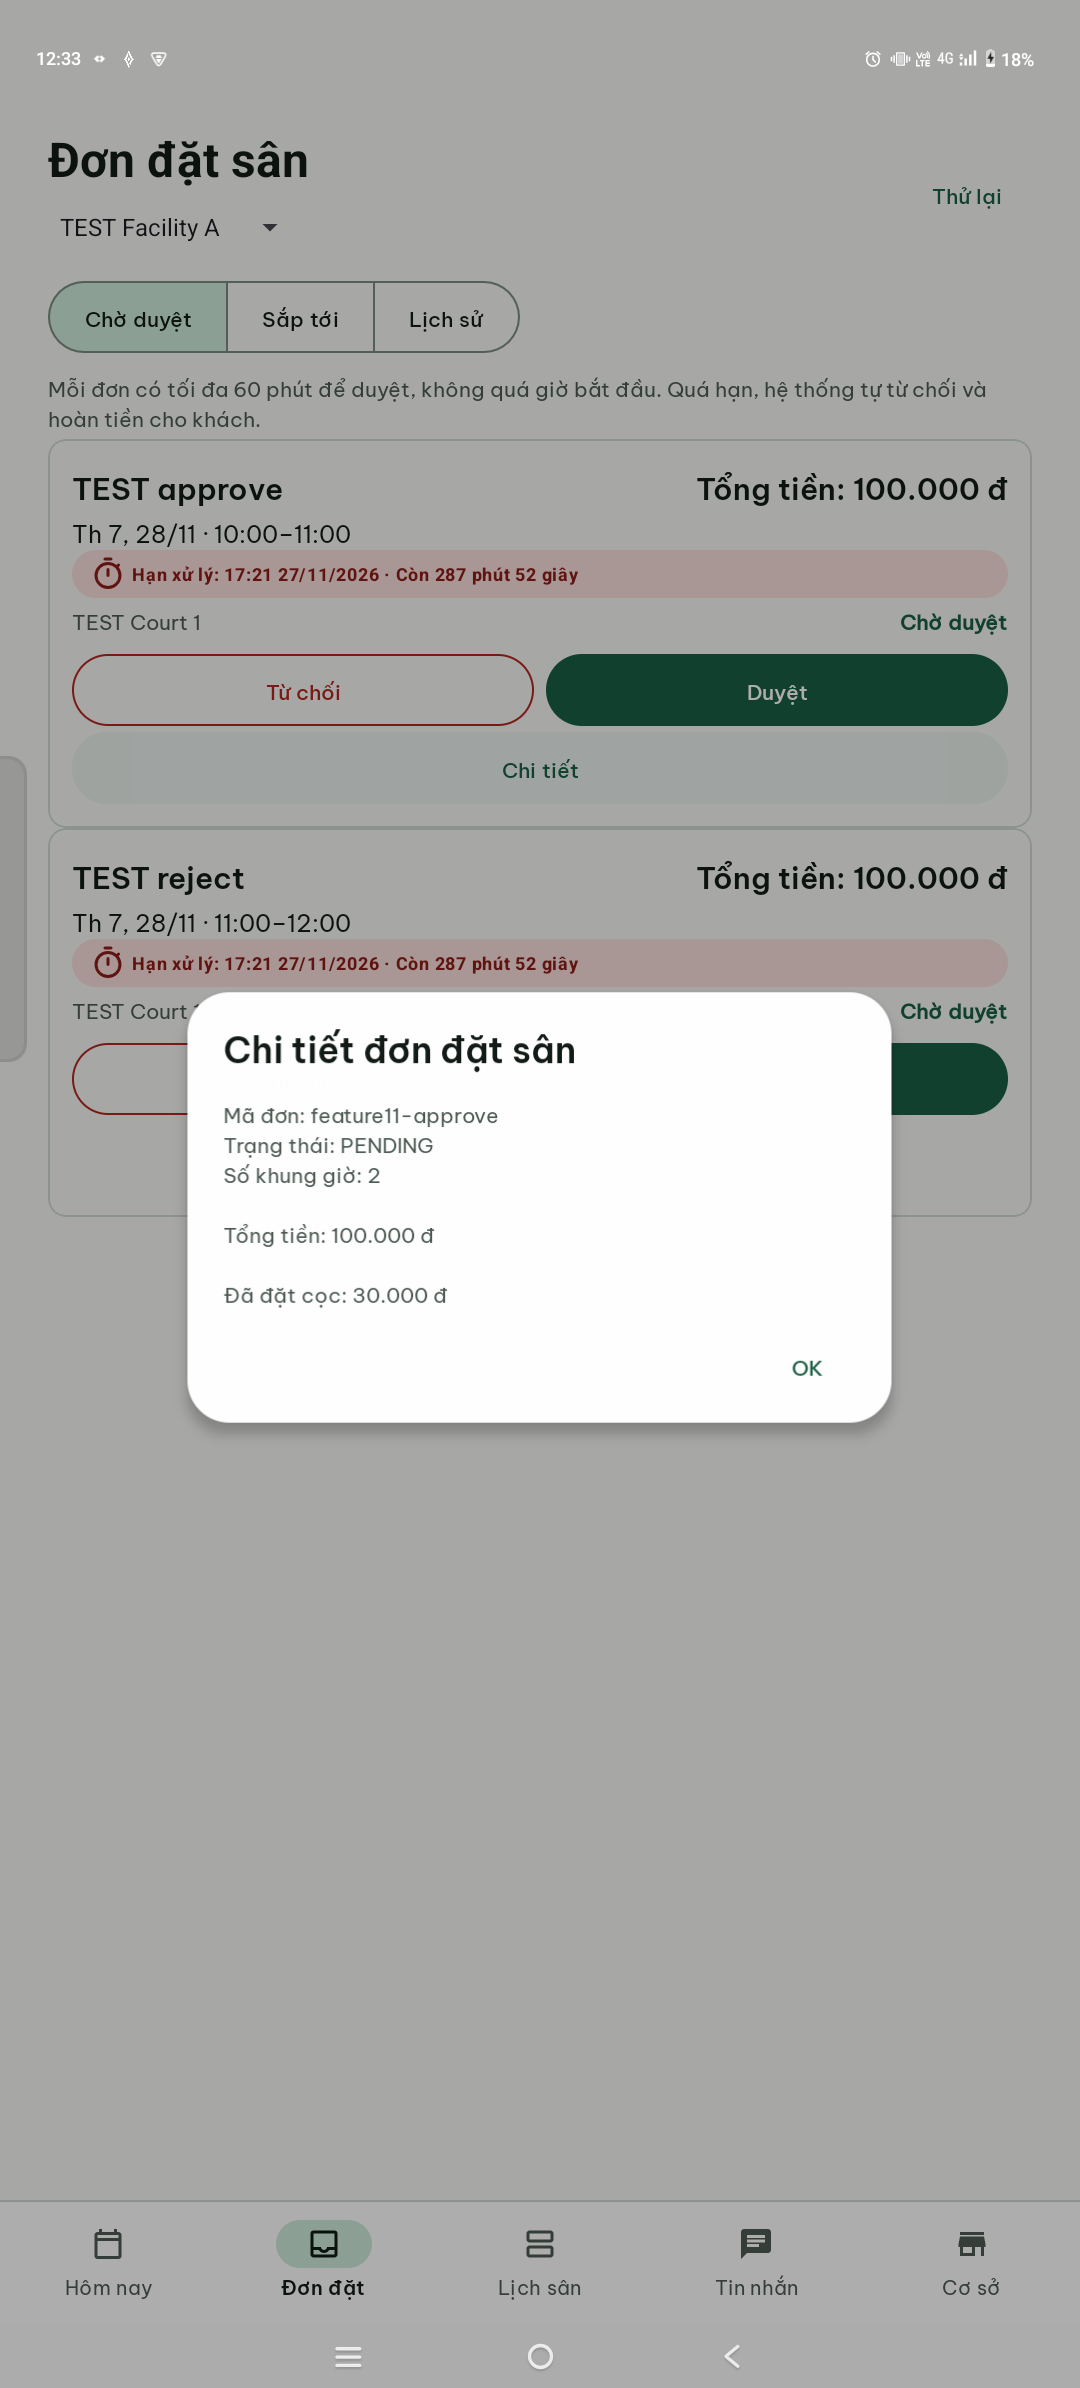 12:33
4G
18%
Đơn đặt sân
Thử lại
TEST Facility A
Chờ duyệt
Sắp tới
Lịch sử
Mỗi đơn có tối đa 60 phút để duyệt, không quá giờ bắt đầu. Quá hạn, hệ thống tự từ chối và
hoàn tiền cho khách.
TEST approve
Tổng tiền: 100.000 đ
Th 7, 28/11 · 10:00–11:00
Hạn xử lý: 17:21 27/11/2026 · Còn 287 phút 52 giây
TEST Court 1
Chờ duyệt
Từ chối
Duyệt
Chi tiết
TEST reject
Tổng tiền: 100.000 đ
Th 7, 28/11 · 11:00–12:00
Hạn xử lý: 17:21 27/11/2026 · Còn 287 phút 52 giây
TEST Court
Chờ duyệt
Chi tiết đơn đặt sân
Mã đơn: feature11-approve
Trạng thái: PENDING
Số khung giờ: 2
Tổng tiền: 100.000 đ
Đã đặt cọc: 30.000 đ
OK
Hôm nay
Đơn đặt
Lịch sân
Tin nhắn
Cơ sở